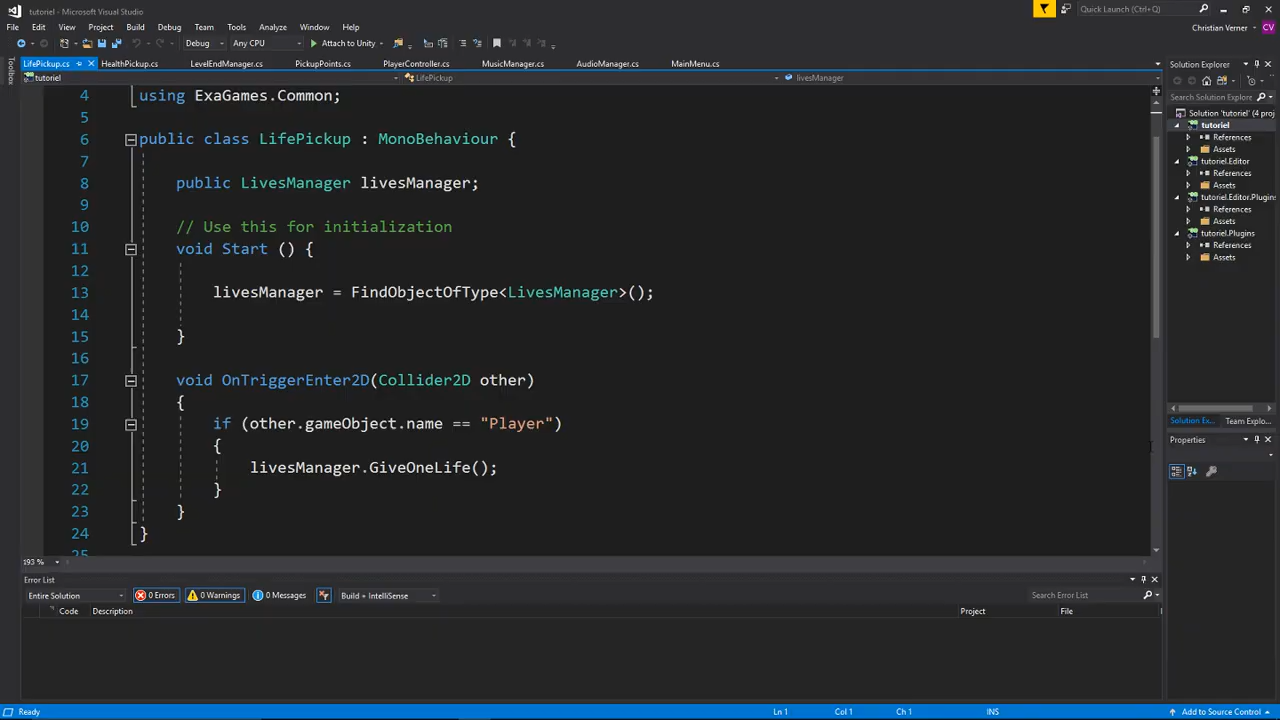 tutoriel - Microsoft Visual Studio
Quick Launch (Ctrl+Q)
File Edit View Project Build Debug Team Tools Analyze Window Help
Christian Verner CV
Debug Any CPU Attach to Unity
LifePickup.cs HealthPickup.cs LevelEndManager.cs PickupPoints.cs PlayerController.cs MusicManager.cs AudioManager.cs MainMenu.cs
Toolbox
tutoriel LifePickup livesManager
4 using ExaGames.Common;
5
6 public class LifePickup : MonoBehaviour {
7
8 public LivesManager livesManager;
9
10 // Use this for initialization
11 void Start () {
12
13 livesManager = FindObjectOfType<LivesManager>();
14
15 }
16
17 void OnTriggerEnter2D(Collider2D other)
18 {
19 if (other.gameObject.name == "Player")
20 {
21 livesManager.GiveOneLife();
22 }
23 }
24 }
25
193 %
Solution Explorer
Search Solution Explorer
Solution 'tutoriel' (4 proj
tutoriel
References
Assets
tutoriel.Editor
References
Assets
tutoriel.Editor.Plugins
References
Assets
tutoriel.Plugins
References
Assets
Solution Ex... Team Explo...
Properties
Error List
Entire Solution 0 Errors 0 Warnings 0 Messages Build + IntelliSense Search Error List
Code Description Project File
Ready Ln 1 Col 1 Ch 1 INS Add to Source Control